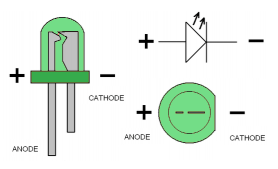 + −
+ −
CATHODE
ANODE
+ −
ANODE CATHODE